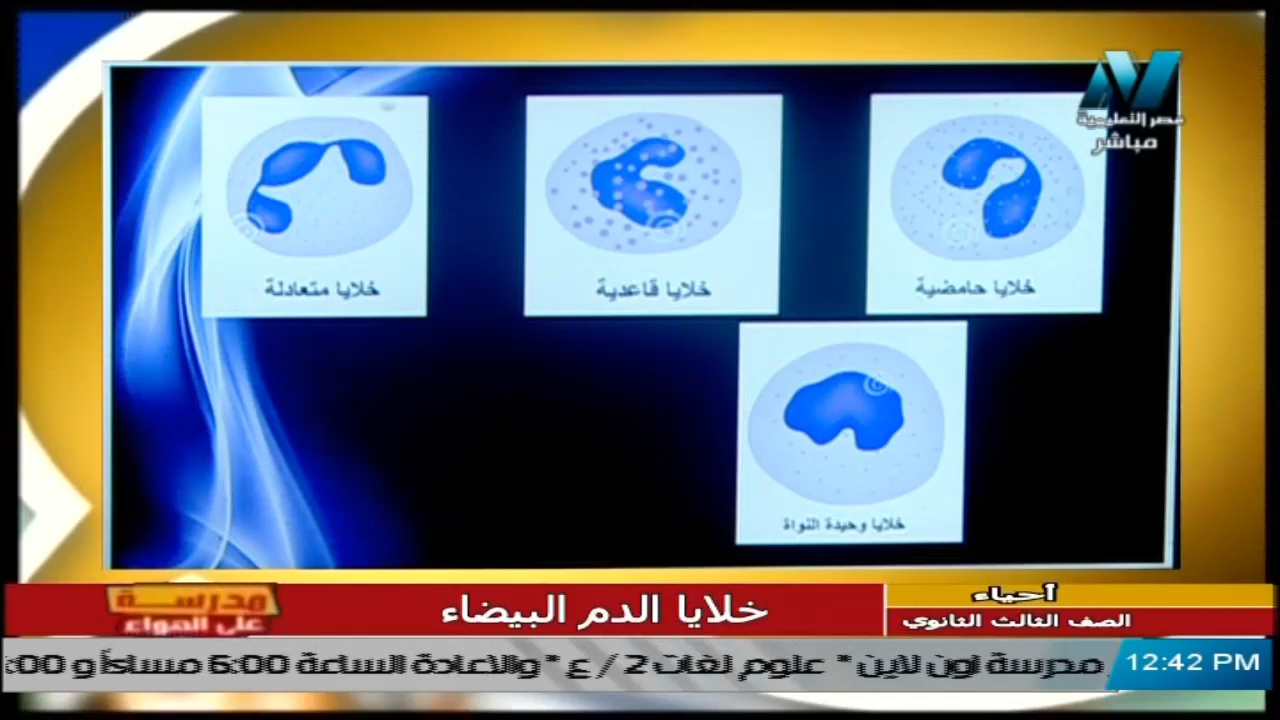 مصر التعليمية
مباشر
خلايا حامضية
خلايا قاعدية
خلايا متعادلة
خلايا وحيدة النواة
أحياء
الصف الثالث الثانوي
خلايا الدم البيضاء
مدرسة
على الهواء
12:42 PM
مدرسة اون لاين * علوم لغات 2 / ع * والاعادة الساعة 6:00 مساءاً و 00: